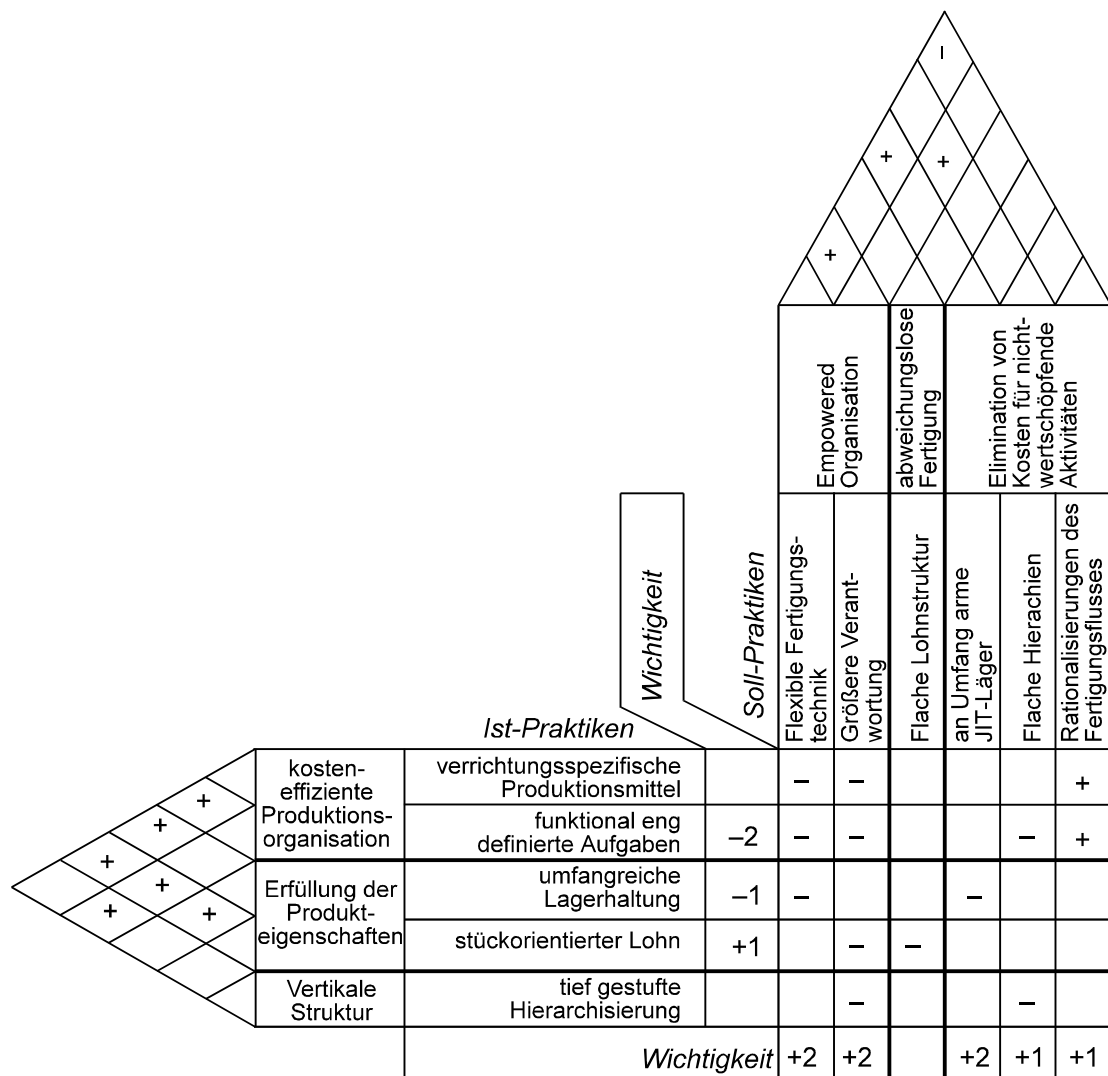 –
+
+
+
Empowered
Organisation
abweichungslose
Fertigung
Elimination von
Kosten für nicht-
wertschöpfende
Aktivitäten
Wichtigkeit
Soll-Praktiken
Flexible Fertigungs-
technik
Größere Verant-
wortung
Flache Lohnstruktur
an Umfang arme
JIT-Läger
Flache Hierachien
Rationalisierungen des
Fertigungsflusses
Ist-Praktiken
+
+
+
+
+
+
kosten-
effiziente
Produktions-
organisation
verrichtungsspezifische
Produktionsmittel
– – +
funktional eng
definierte Aufgaben
–2 – – – +
Erfüllung der
Produkt-
eigenschaften
umfangreiche
Lagerhaltung
–1 – –
stückorientierter Lohn +1 – –
Vertikale
Struktur
tief gestufte
Hierarchisierung
– –
Wichtigkeit +2 +2 +2 +1 +1